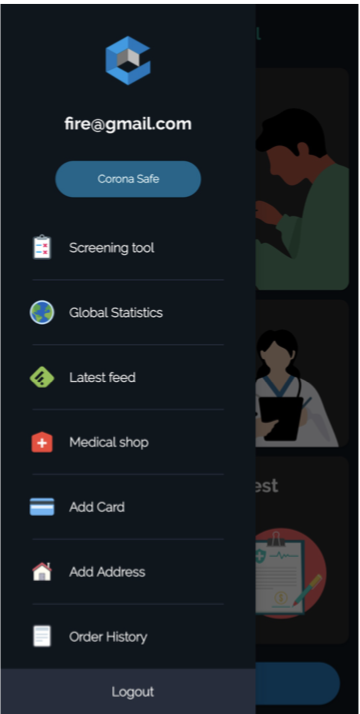 fire@gmail.com
Corona Safe
Screening tool
Global Statistics
Latest feed
Medical shop
Add Card
Add Address
Order History
Logout
est